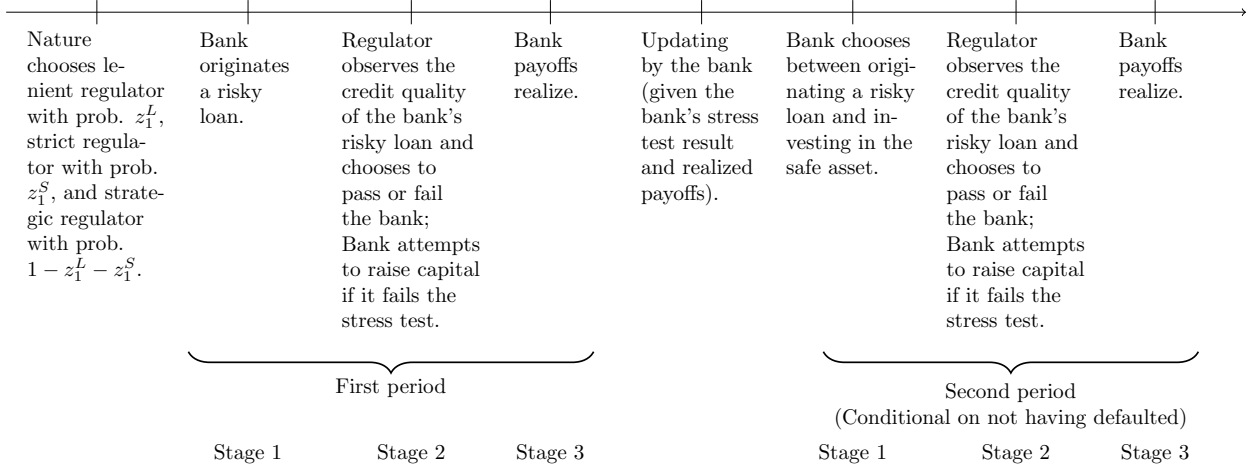 Nature
chooses le-
nient regulator
with prob. $z_1^L$,
strict regula-
tor with prob.
$z_1^S$, and strate-
gic regulator
with prob.
$1 - z_1^L - z_1^S$.
Bank
originates
a risky
loan.
Regulator
observes the
credit quality
of the bank's
risky loan and
chooses to
pass or fail
the bank;
Bank attempts
to raise capital
if it fails the
stress test.
Bank
payoffs
realize.
Updating
by the bank
(given the
bank's stress
test result
and realized
payoffs).
Bank chooses
between origi-
nating a risky
loan and in-
vesting in the
safe asset.
Regulator
observes the
credit quality
of the bank's
risky loan and
chooses to
pass or fail
the bank;
Bank attempts
to raise capital
if it fails the
stress test.
Bank
payoffs
realize.
First period
Second period
(Conditional on not having defaulted)
Stage 1
Stage 2
Stage 3
Stage 1
Stage 2
Stage 3